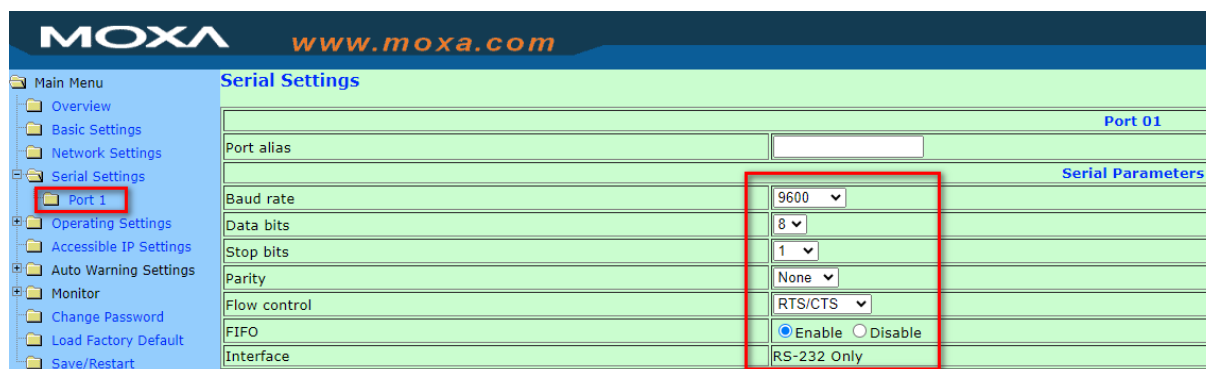 MOXA www.moxa.com
Main Menu
Overview
Basic Settings
Network Settings
Serial Settings
Port 1
Operating Settings
Accessible IP Settings
Auto Warning Settings
Monitor
Change Password
Load Factory Default
Save/Restart
Serial Settings
Port 01
Port alias
Serial Parameters
Baud rate 9600
Data bits 8
Stop bits 1
Parity None
Flow control RTS/CTS
FIFO Enable Disable
Interface RS-232 Only